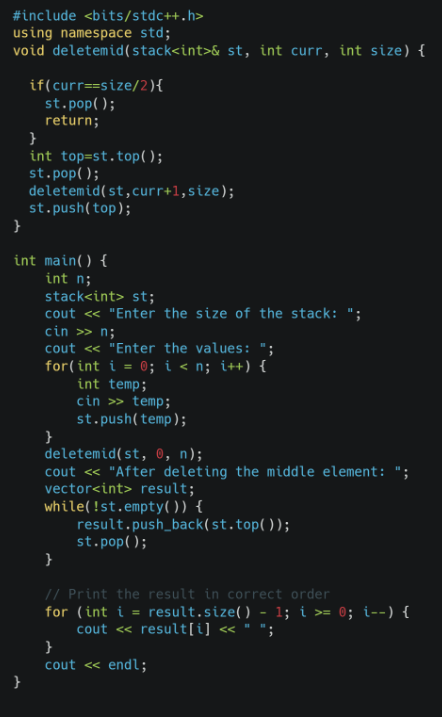 #include <bits/stdc++.h>
using namespace std;
void deletemid(stack<int>& st, int curr, int size) {

  if(curr==size/2){
    st.pop();
    return;
  }
  int top=st.top();
  st.pop();
  deletemid(st,curr+1,size);
  st.push(top);
}

int main() {
    int n;
    stack<int> st;
    cout << "Enter the size of the stack: ";
    cin >> n;
    cout << "Enter the values: ";
    for(int i = 0; i < n; i++) {
        int temp;
        cin >> temp;
        st.push(temp);
    }
    deletemid(st, 0, n);
    cout << "After deleting the middle element: ";
    vector<int> result;
    while(!st.empty()) {
        result.push_back(st.top());
        st.pop();
    }

    // Print the result in correct order
    for (int i = result.size() - 1; i >= 0; i--) {
        cout << result[i] << " ";
    }
    cout << endl;
}